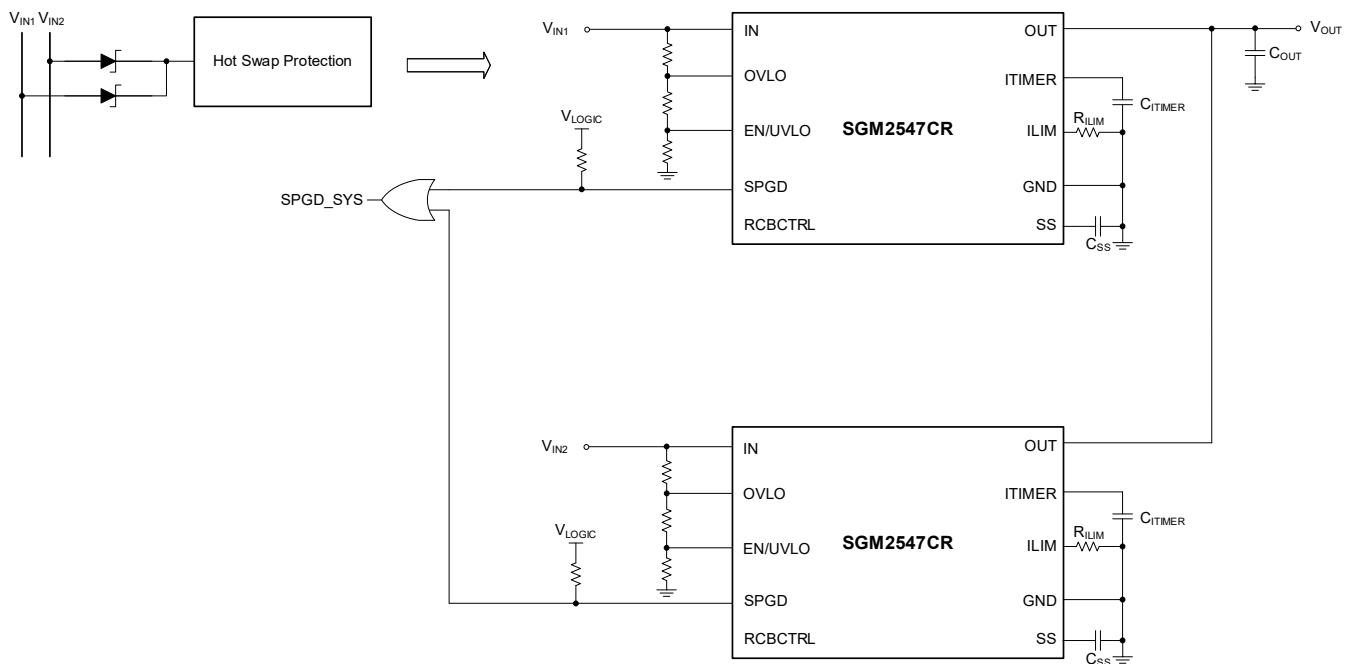 VIN1 VIN2
Hot Swap Protection
VIN1
IN
OUT
VOUT
COUT
OVLO
ITIMER
CITIMER
VLOGIC
EN/UVLO
SGM2547CR
ILIM
RILIM
SPGD_SYS
SPGD
GND
RCBCTRL
SS
CSS
VIN2
IN
OUT
OVLO
ITIMER
CITIMER
VLOGIC
EN/UVLO
SGM2547CR
ILIM
RILIM
SPGD
GND
RCBCTRL
SS
CSS